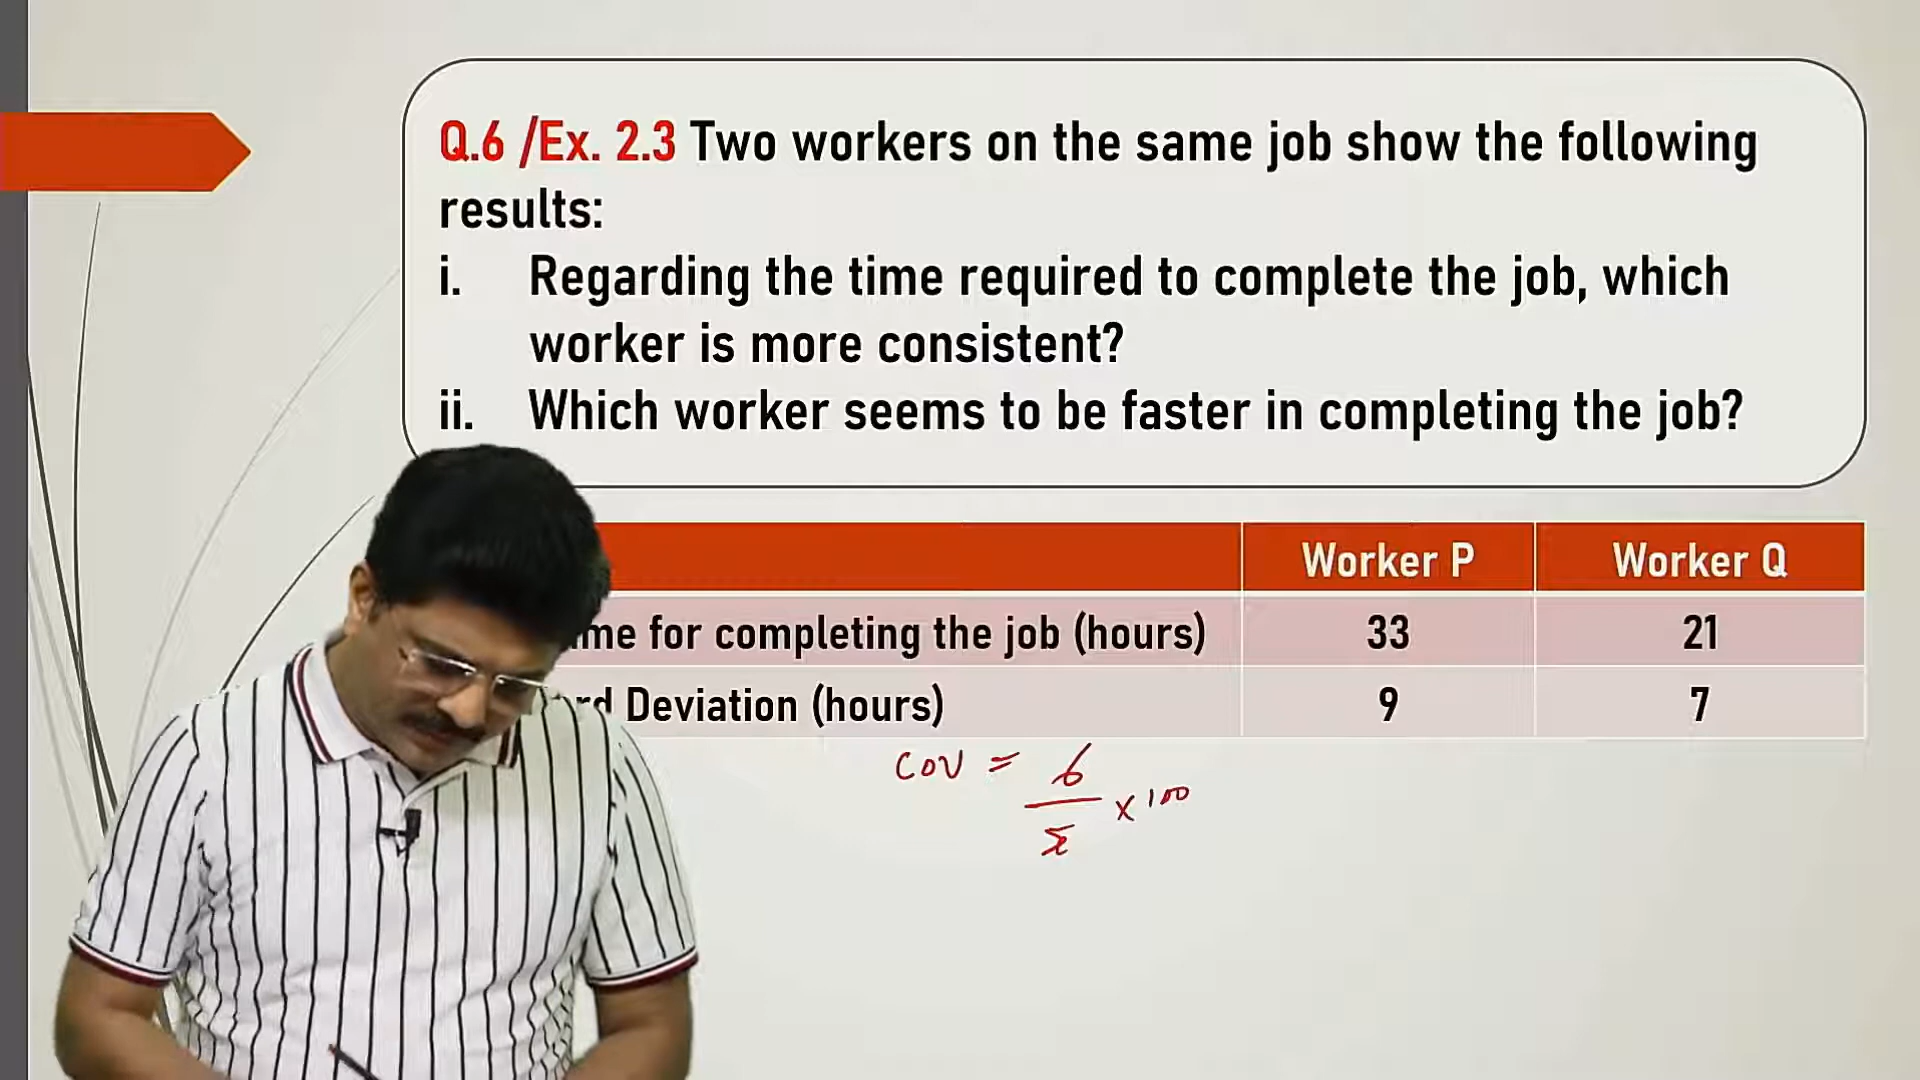 Q.6 /Ex. 2.3 Two workers on the same job show the following
results:
i. Regarding the time required to complete the job, which
worker is more consistent?
ii. Which worker seems to be faster in completing the job?
Worker P Worker Q
for completing the job (hours) 33 21
Deviation (hours) 9 7
COV = σ
x̄ × 100